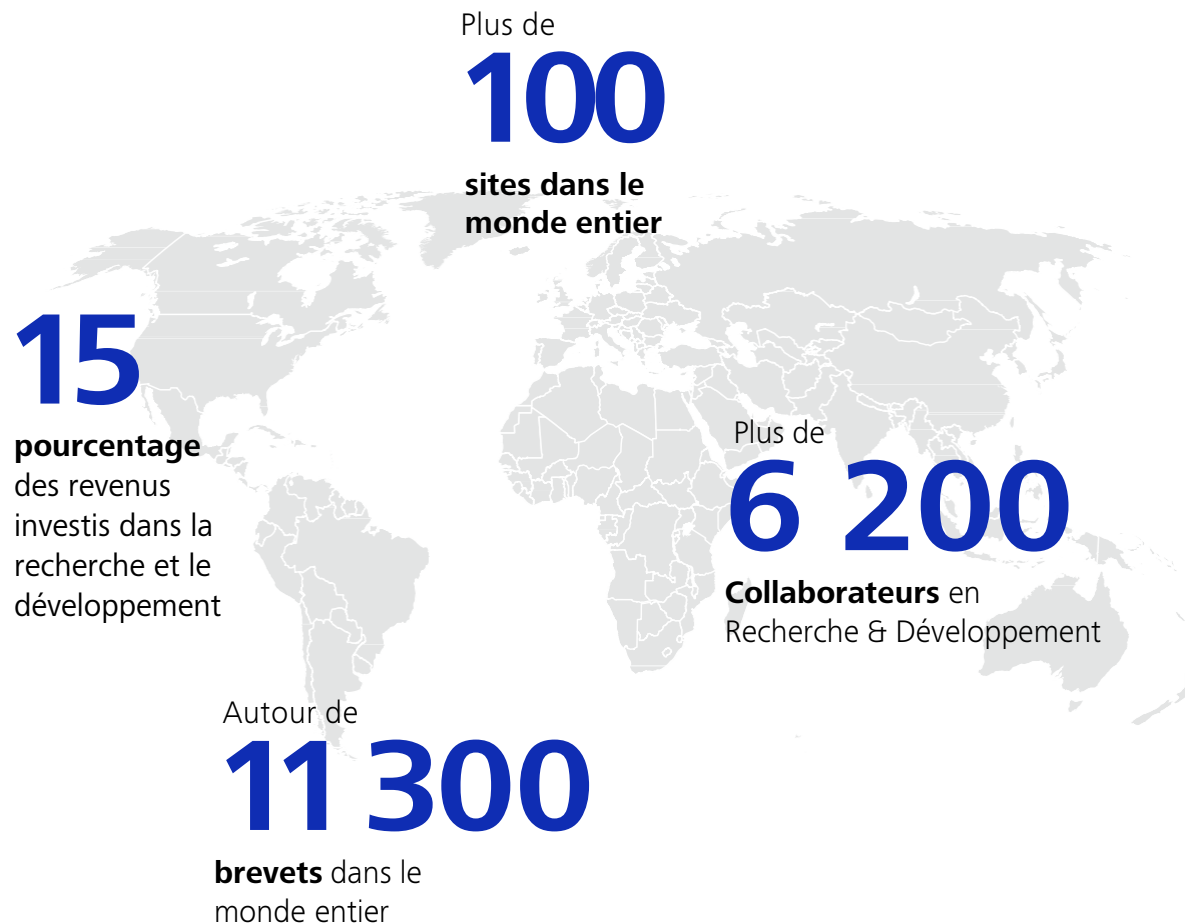 Plus de
100
sites dans le
monde entier
15
pourcentage
des revenus
investis dans la
recherche et le
développement
Plus de
6 200
Collaborateurs en
Recherche & Développement
Autour de
11 300
brevets dans le
monde entier